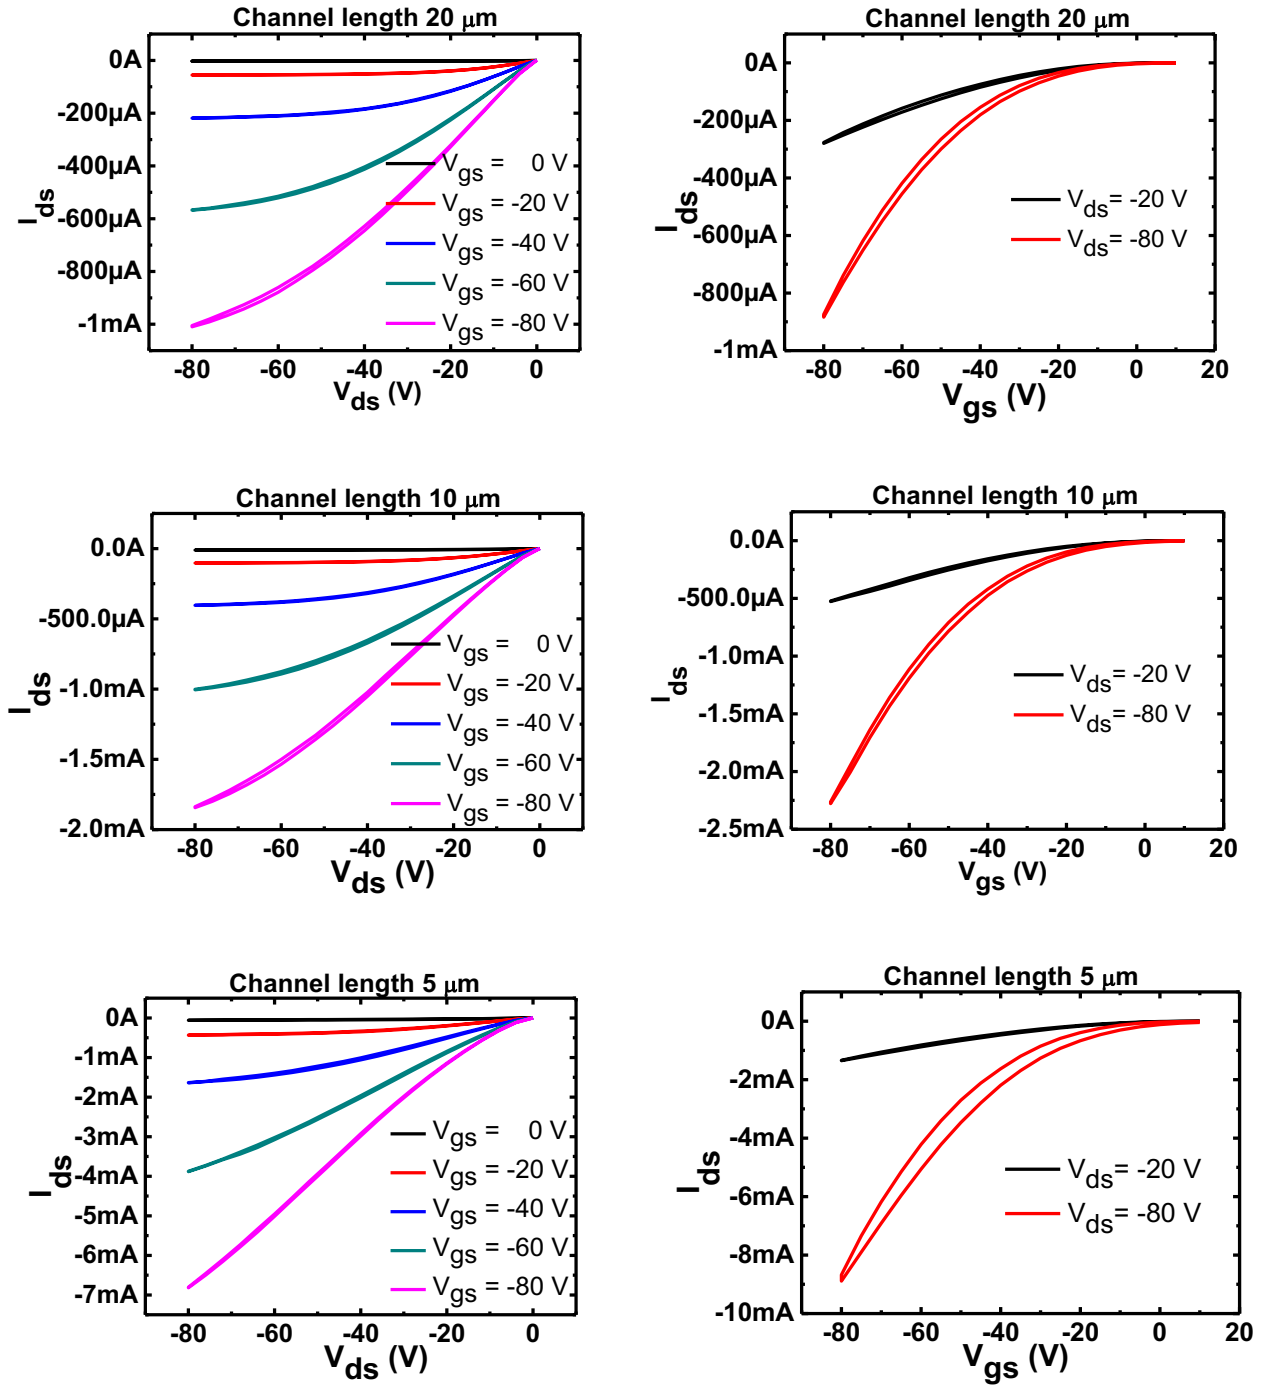 Channel length 20 μm
0A
-200μA
-400μA
-600μA
-800μA
-1mA
Ids
Vgs = 0 V
Vgs = -20 V
Vgs = -40 V
Vgs = -60 V
Vgs = -80 V
-80 -60 -40 -20 0
Vds (V)
Channel length 20 μm
0A
-200μA
-400μA
-600μA
-800μA
-1mA
Ids
Vds= -20 V
Vds= -80 V
-80 -60 -40 -20 0 20
Vgs (V)
Channel length 10 μm
0.0A
-500.0μA
-1.0mA
-1.5mA
-2.0mA
Ids
Vgs = 0 V
Vgs = -20 V
Vgs = -40 V
Vgs = -60 V
Vgs = -80 V
-80 -60 -40 -20 0
Vds (V)
Channel length 10 μm
0.0A
-500.0μA
-1.0mA
-1.5mA
-2.0mA
-2.5mA
Ids
Vds= -20 V
Vds= -80 V
-80 -60 -40 -20 0 20
Vgs (V)
Channel length 5 μm
0A
-1mA
-2mA
-3mA
-4mA
-5mA
-6mA
-7mA
Ids
Vgs = 0 V
Vgs = -20 V
Vgs = -40 V
Vgs = -60 V
Vgs = -80 V
-80 -60 -40 -20 0
Vds (V)
Channel length 5 μm
0A
-2mA
-4mA
-6mA
-8mA
-10mA
Ids
Vds= -20 V
Vds= -80 V
-80 -60 -40 -20 0 20
Vgs (V)